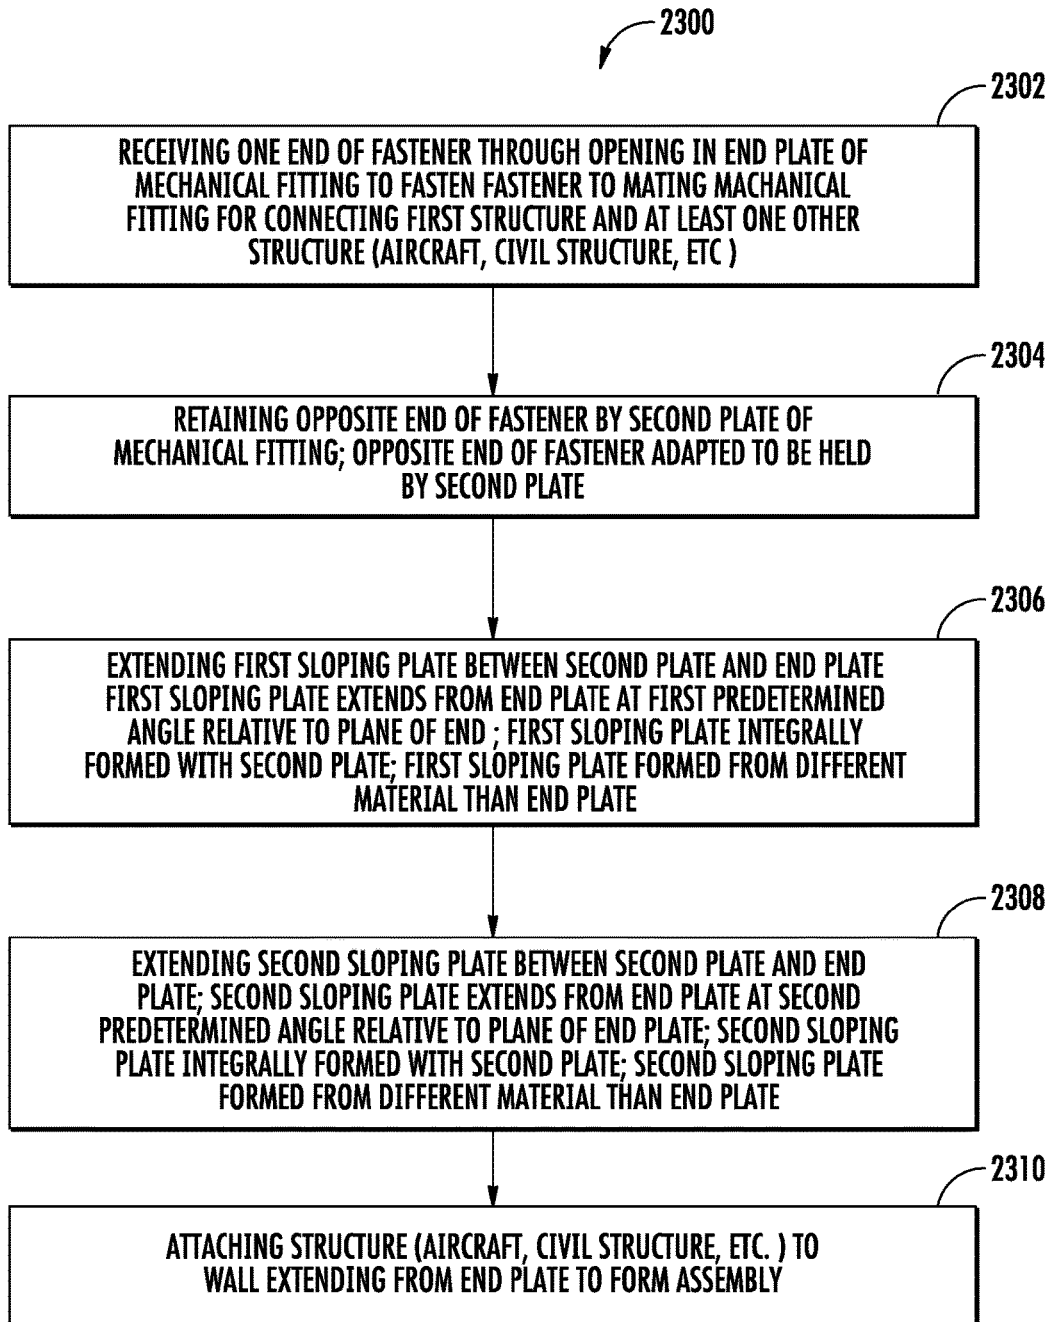 2300
2302
RECEIVING ONE END OF FASTENER THROUGH OPENING IN END PLATE OF
MECHANICAL FITTING TO FASTEN FASTENER TO MATING MACHANICAL
FITTING FOR CONNECTING FIRST STRUCTURE AND AT LEAST ONE OTHER
STRUCTURE (AIRCRAFT, CIVIL STRUCTURE, ETC )
2304
RETAINING OPPOSITE END OF FASTENER BY SECOND PLATE OF
MECHANICAL FITTING; OPPOSITE END OF FASTENER ADAPTED TO BE HELD
BY SECOND PLATE
2306
EXTENDING FIRST SLOPING PLATE BETWEEN SECOND PLATE AND END PLATE
FIRST SLOPING PLATE EXTENDS FROM END PLATE AT FIRST PREDETERMINED
ANGLE RELATIVE TO PLANE OF END ; FIRST SLOPING PLATE INTEGRALLY
FORMED WITH SECOND PLATE; FIRST SLOPING PLATE FORMED FROM DIFFERENT
MATERIAL THAN END PLATE
2308
EXTENDING SECOND SLOPING PLATE BETWEEN SECOND PLATE AND END
PLATE; SECOND SLOPING PLATE EXTENDS FROM END PLATE AT SECOND
PREDETERMINED ANGLE RELATIVE TO PLANE OF END PLATE; SECOND SLOPING
PLATE INTEGRALLY FORMED WITH SECOND PLATE; SECOND SLOPING PLATE
FORMED FROM DIFFERENT MATERIAL THAN END PLATE
2310
ATTACHING STRUCTURE (AIRCRAFT, CIVIL STRUCTURE, ETC. ) TO
WALL EXTENDING FROM END PLATE TO FORM ASSEMBLY